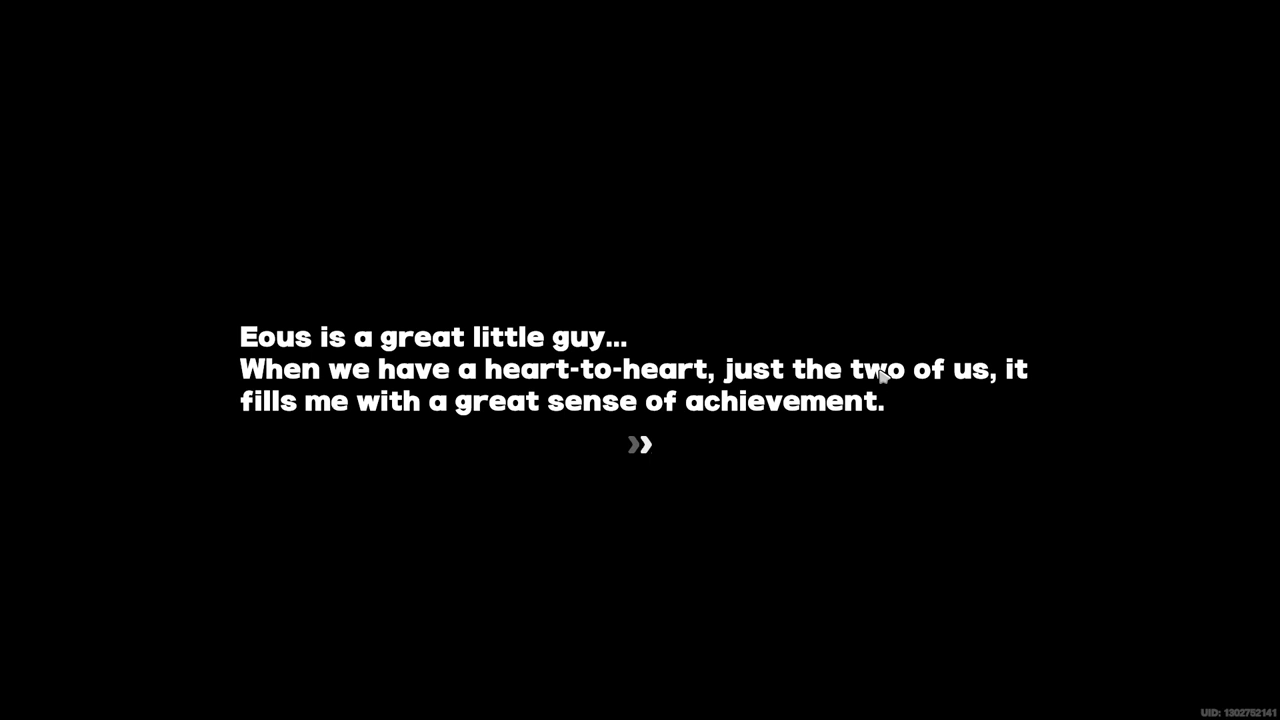 Eous is a great little guy...
When we have a heart-to-heart, just the two of us, it
fills me with a great sense of achievement.
UID: 1302752141